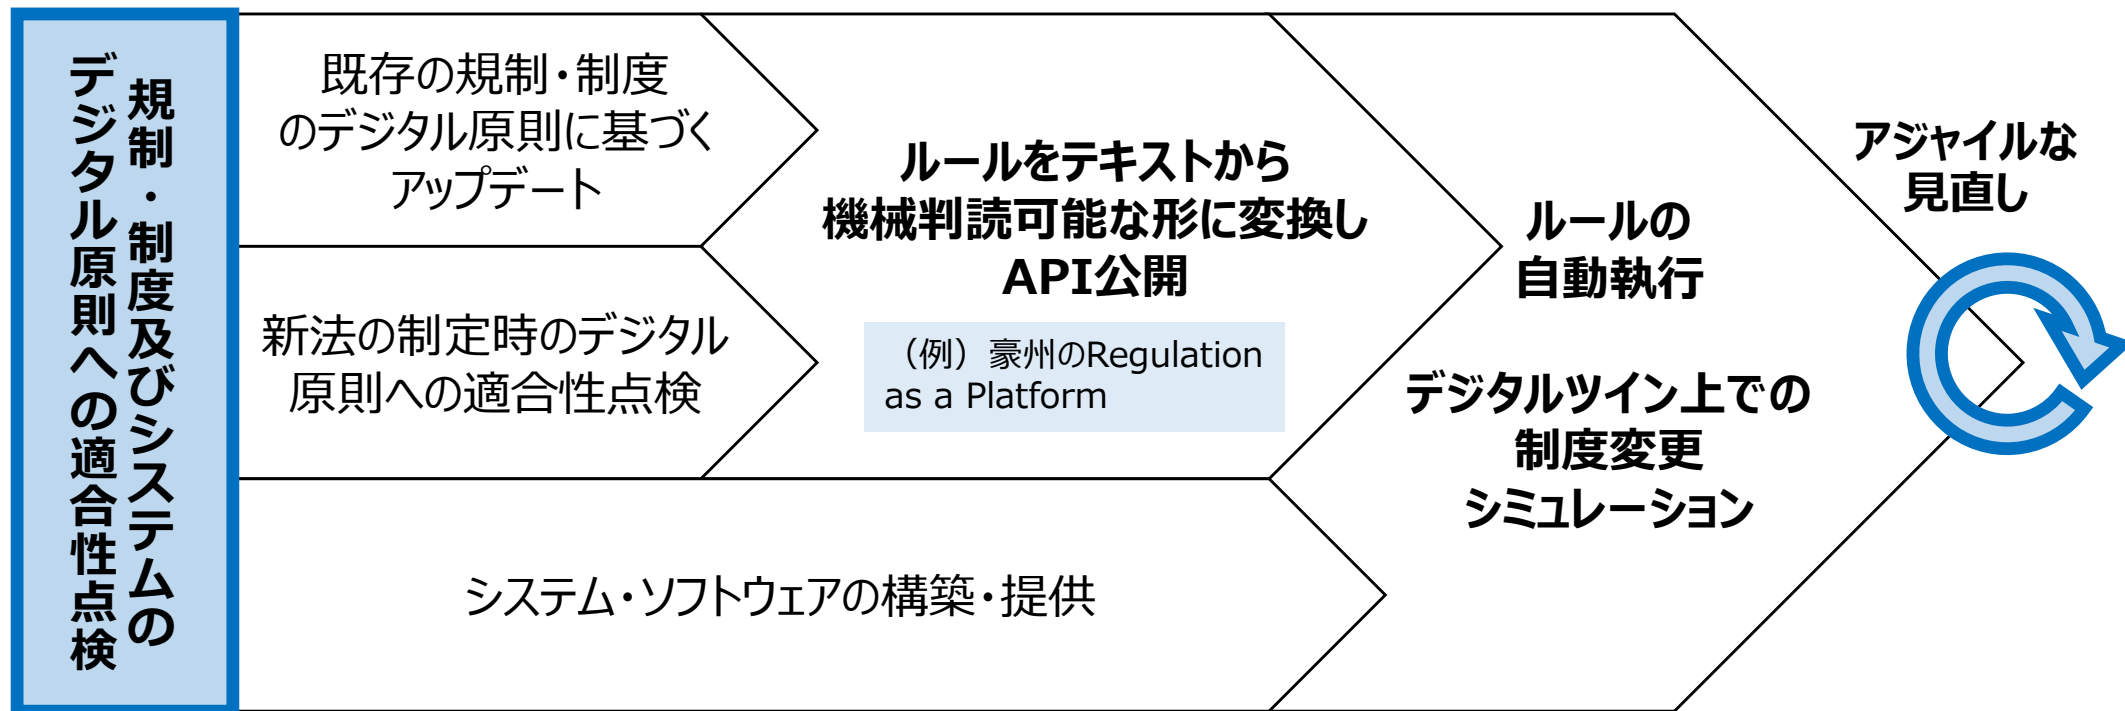 規制・制度及びシステムの
デジタル原則への適合性点検
既存の規制・制度
のデジタル原則に基づく
アップデート
新法の制定時のデジタル
原則への適合性点検
システム・ソフトウェアの構築・提供
ルールをテキストから
機械判読可能な形に変換し
API公開
（例）豪州のRegulation
as a Platform
ルールの
自動執行
デジタルツイン上での
制度変更
シミュレーション
アジャイルな
見直し